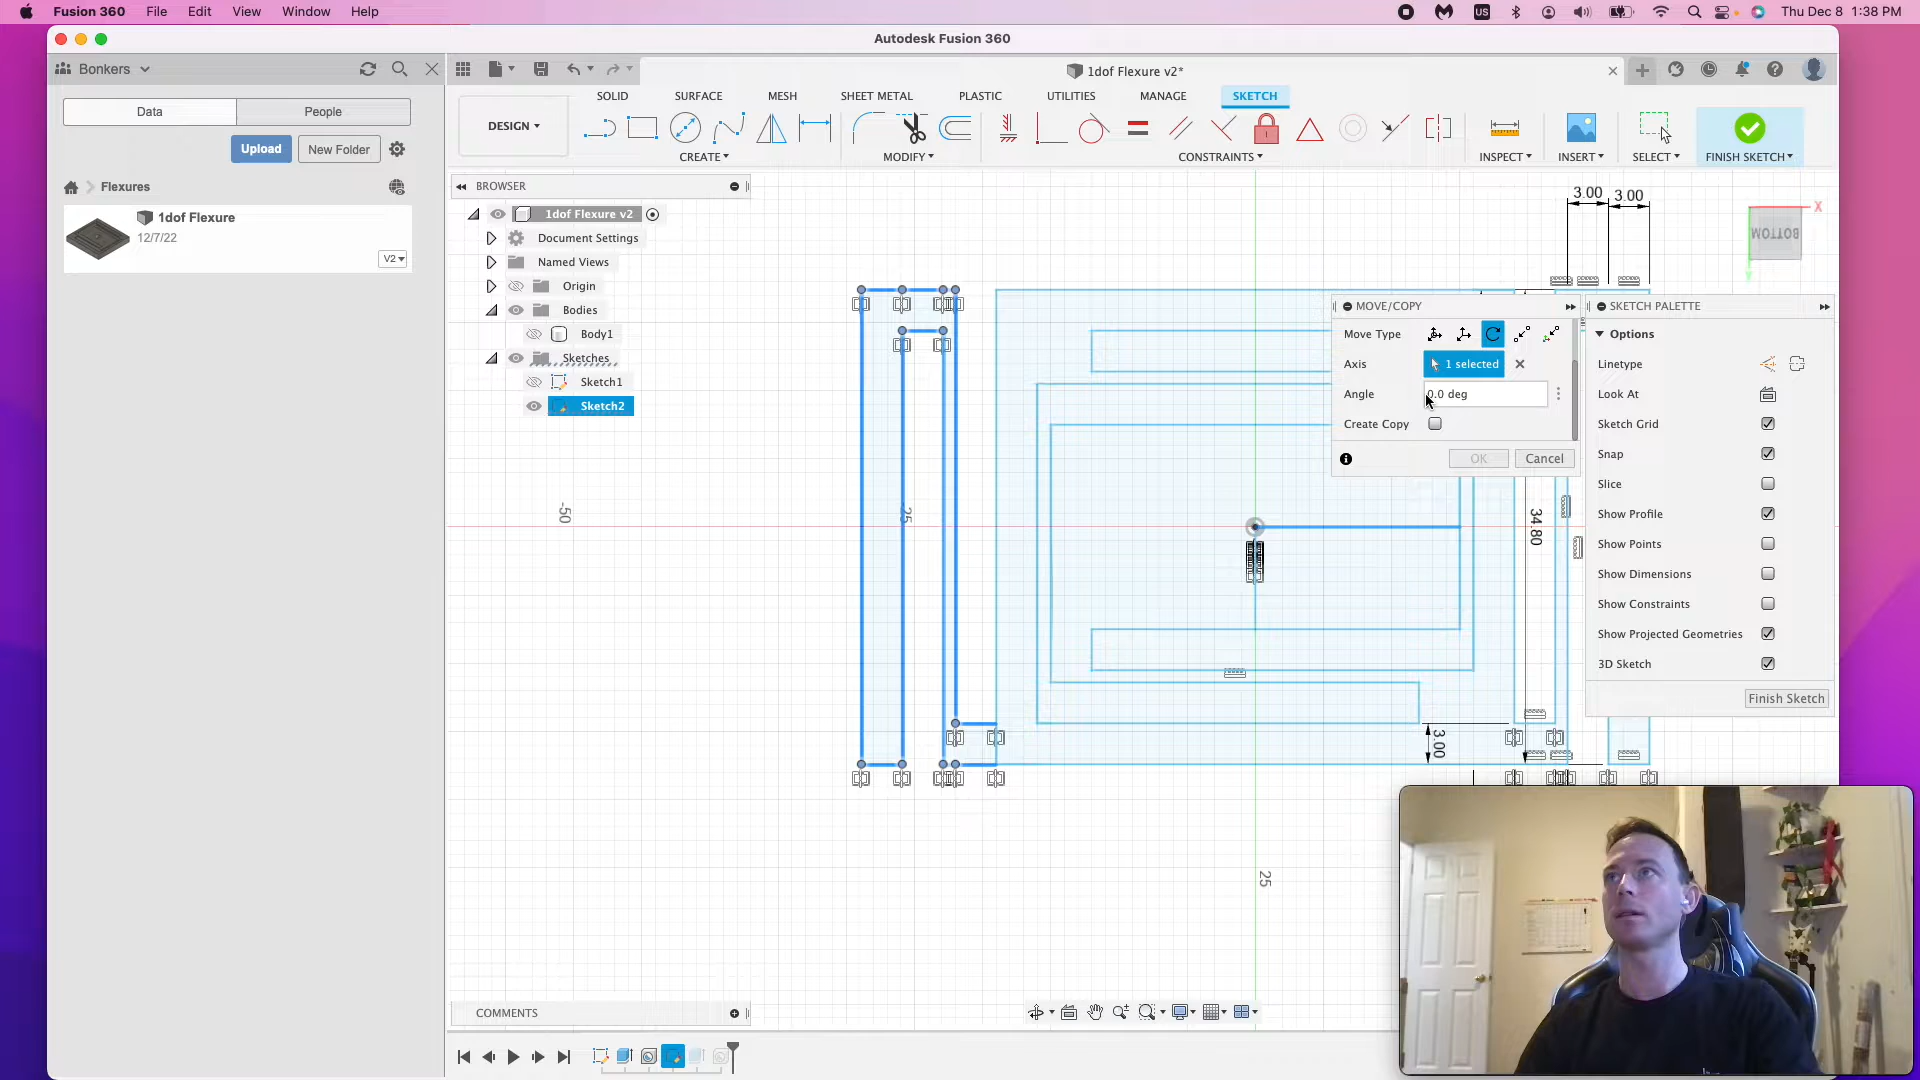 Fusion 360 File Edit View Window Help
US
Thu Dec 8 1:38 PM
Autodesk Fusion 360
Bonkers
1dof Flexure v2*
Data
People
Upload
New Folder
Flexures
1dof Flexure
12/7/22
V2
DESIGN
SOLID
SURFACE
MESH
SHEET METAL
PLASTIC
UTILITIES
MANAGE
SKETCH
CREATE
MODIFY
CONSTRAINTS
INSPECT
INSERT
SELECT
FINISH SKETCH
BROWSER
1dof Flexure v2
Document Settings
Named Views
Origin
Bodies
Body1
Sketches
Sketch1
Sketch2
3.00
3.00
X
BOTTOM
MOVE/COPY
Move Type
Axis
1 selected
Angle
0.0 deg
Create Copy
OK
Cancel
SKETCH PALETTE
Options
Linetype
Look At
Sketch Grid
Snap
Slice
Show Profile
Show Points
Show Dimensions
Show Constraints
Show Projected Geometries
3D Sketch
Finish Sketch
-50
-25
34.80
3.00
25
COMMENTS